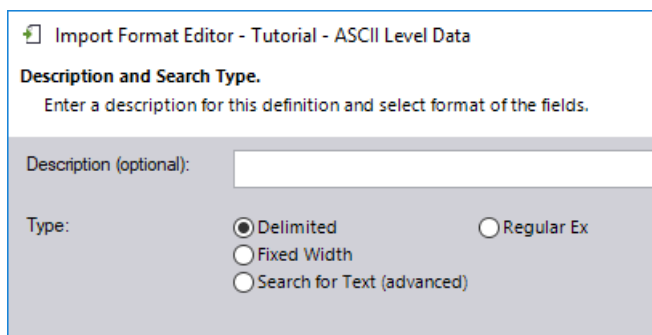 Import Format Editor - Tutorial - ASCII Level Data
Description and Search Type.
Enter a description for this definition and select format of the fields.
Description (optional):
Type:
Delimited
Regular Ex
Fixed Width
Search for Text (advanced)